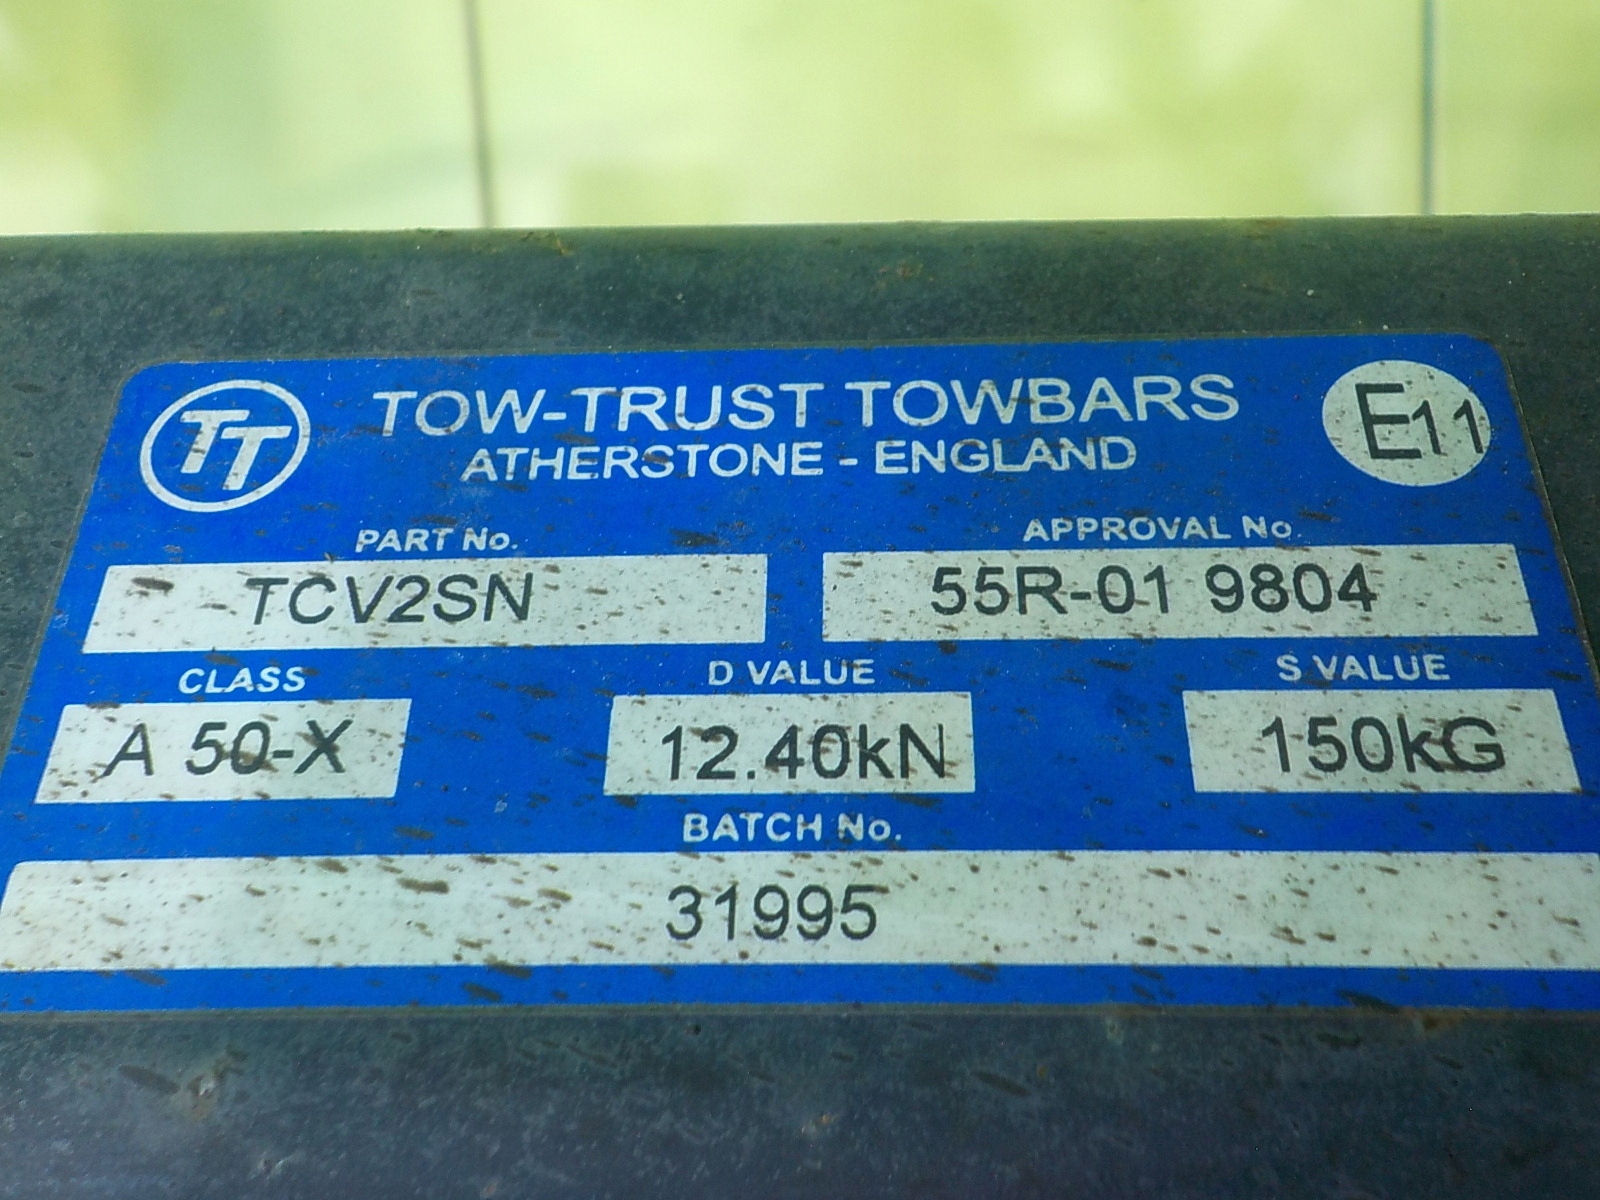 TT
TOW-TRUST TOWBARS
ATHERSTONE - ENGLAND
E11
PART No.
APPROVAL No.
TCV2SN
55R-01 9804
CLASS
D VALUE
S VALUE
A 50-X
12.40kN
150kG
BATCH No.
31995